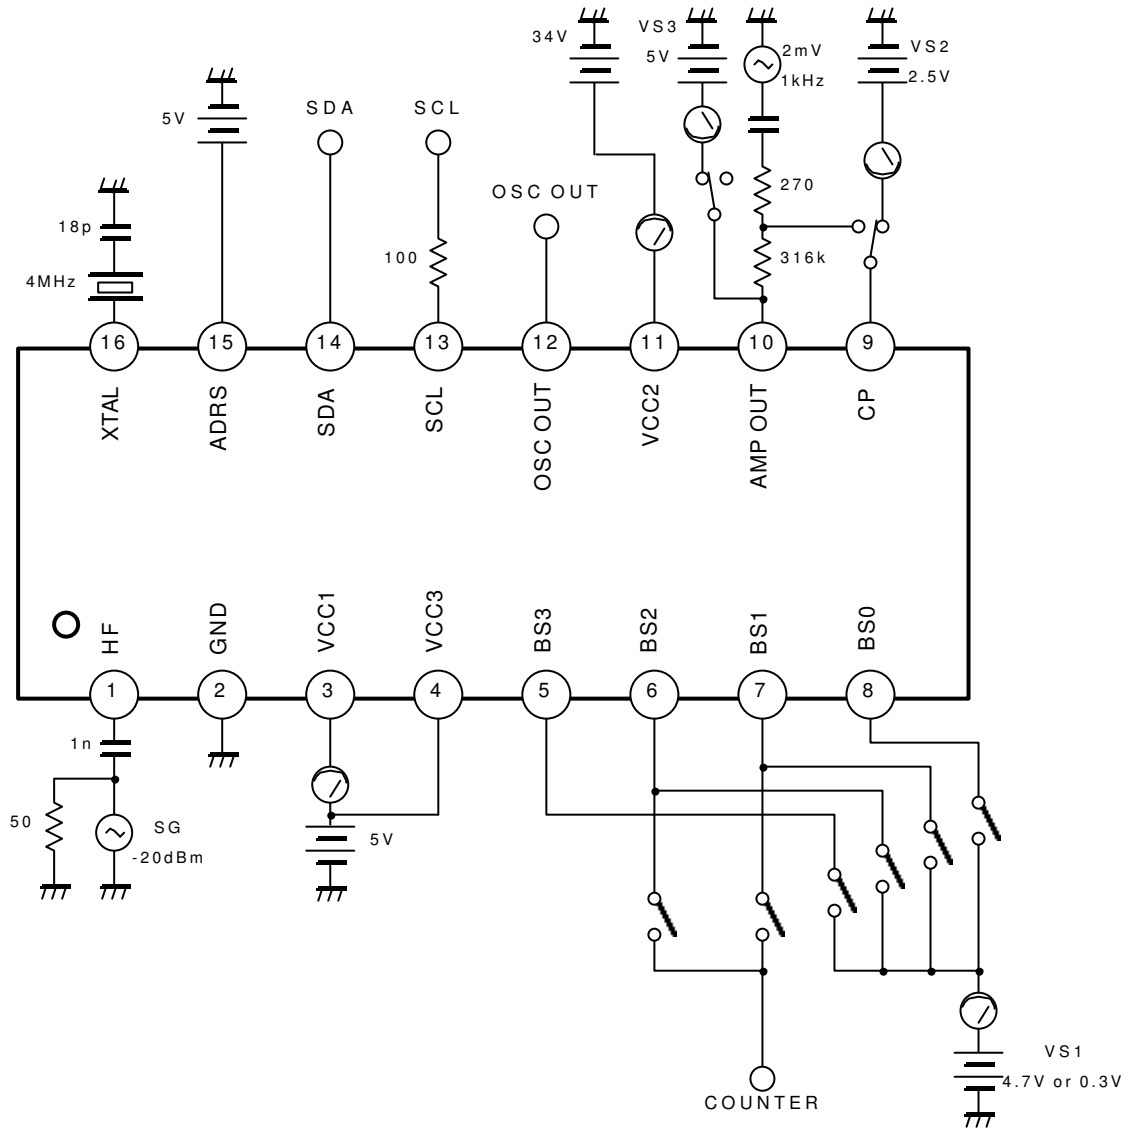 34V
VS3
5V
2mV
1kHz
VS2
2.5V
5V
SDA
SCL
OSC OUT
270
18p
100
316k
4MHz
16
15
14
13
12
11
10
9
XTAL
ADRS
SDA
SCL
OSC OUT
VCC2
AMP OUT
CP
HF
GND
VCC1
VCC3
BS3
BS2
BS1
BS0
1
2
3
4
5
6
7
8
1n
50
SG
-20dBm
5V
VS1
4.7V or 0.3V
COUNTER